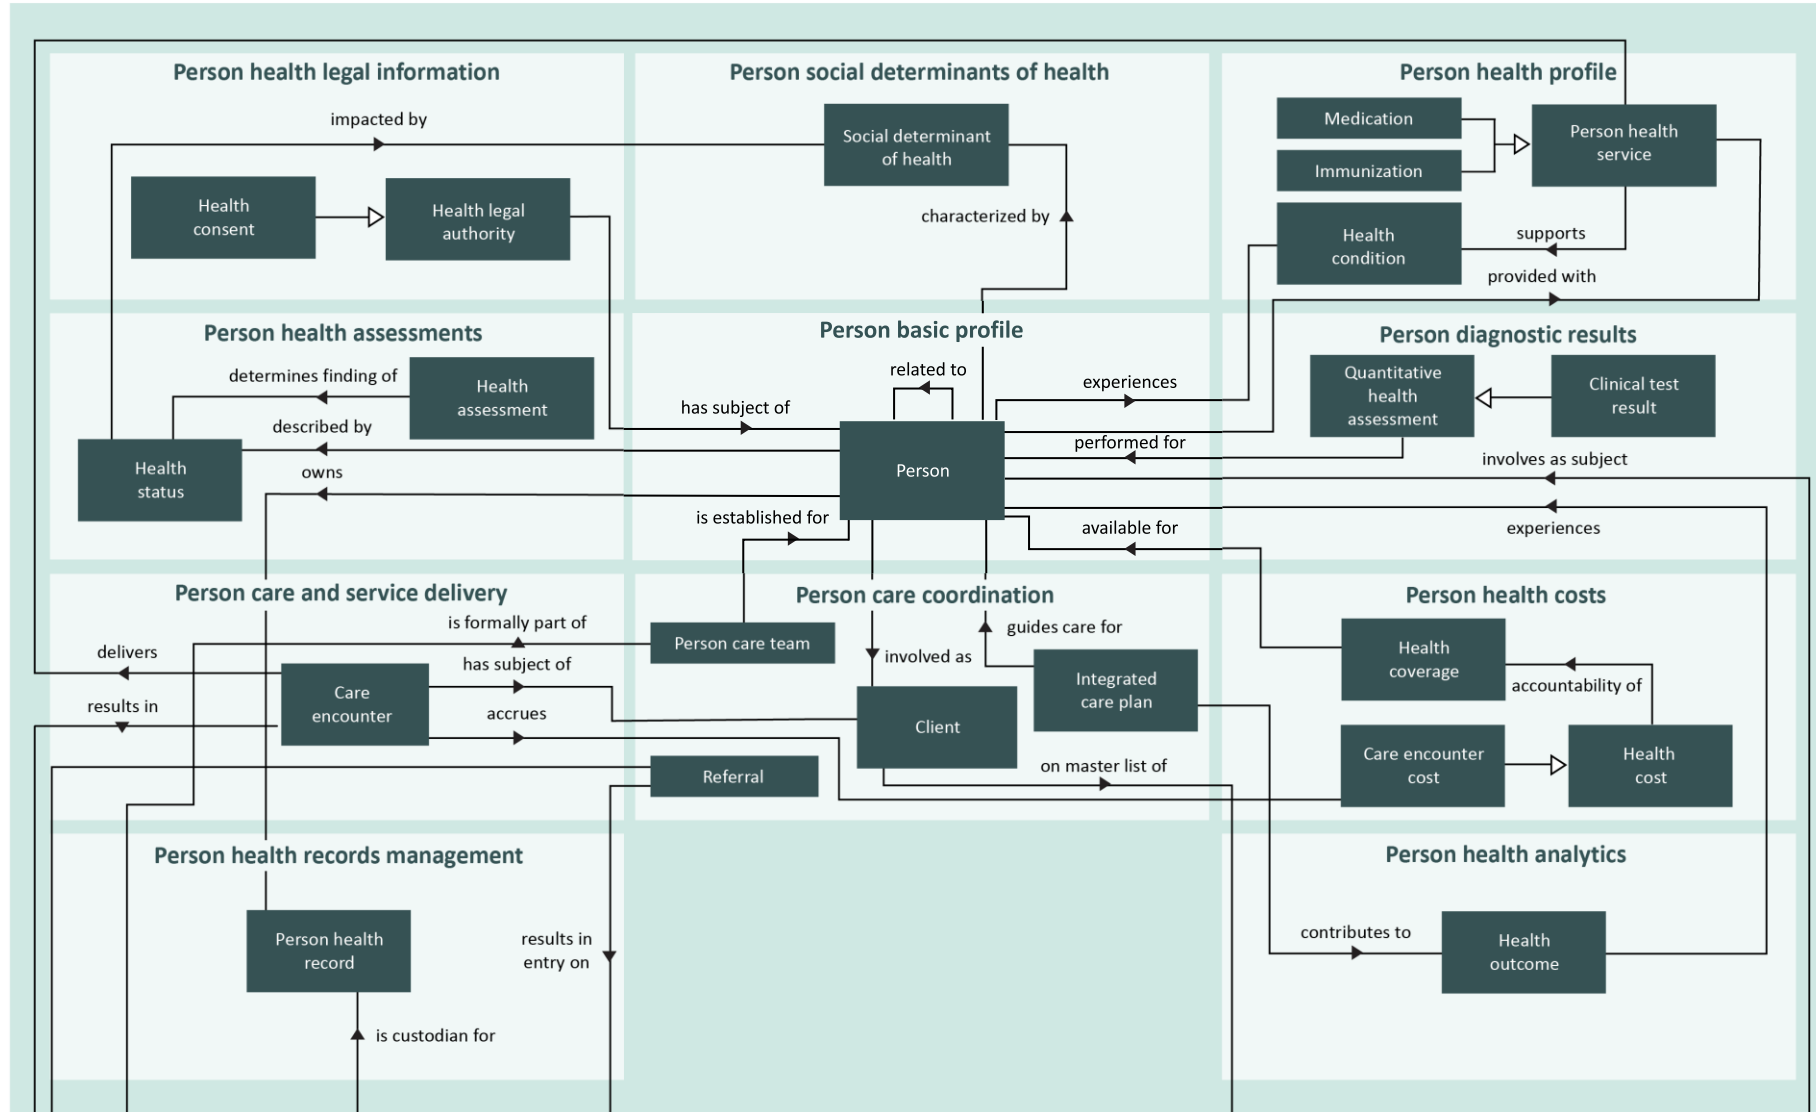 Person health legal information
impacted by
Health
consent
Health legal
authority
Person social determinants of health
Social determinant
of health
characterized by
Person health profile
Medication
Immunization
Person health
service
Health
condition
supports
provided with
Person health assessments
determines finding of
Health
assessment
described by
Health
status
owns
Person basic profile
related to
has subject of
experiences
performed for
Person
is established for
available for
Person diagnostic results
Quantitative
health
assessment
Clinical test
result
involves as subject
experiences
Person care and service delivery
is formally part of
delivers
has subject of
Care
encounter
results in
accrues
Person care coordination
Person care team
guides care for
involved as
Integrated
care plan
Client
Referral
on master list of
Person health costs
Health
coverage
accountability of
Care encounter
cost
Health
cost
Person health records management
Person health
record
results in
entry on
is custodian for
Person health analytics
contributes to
Health
outcome